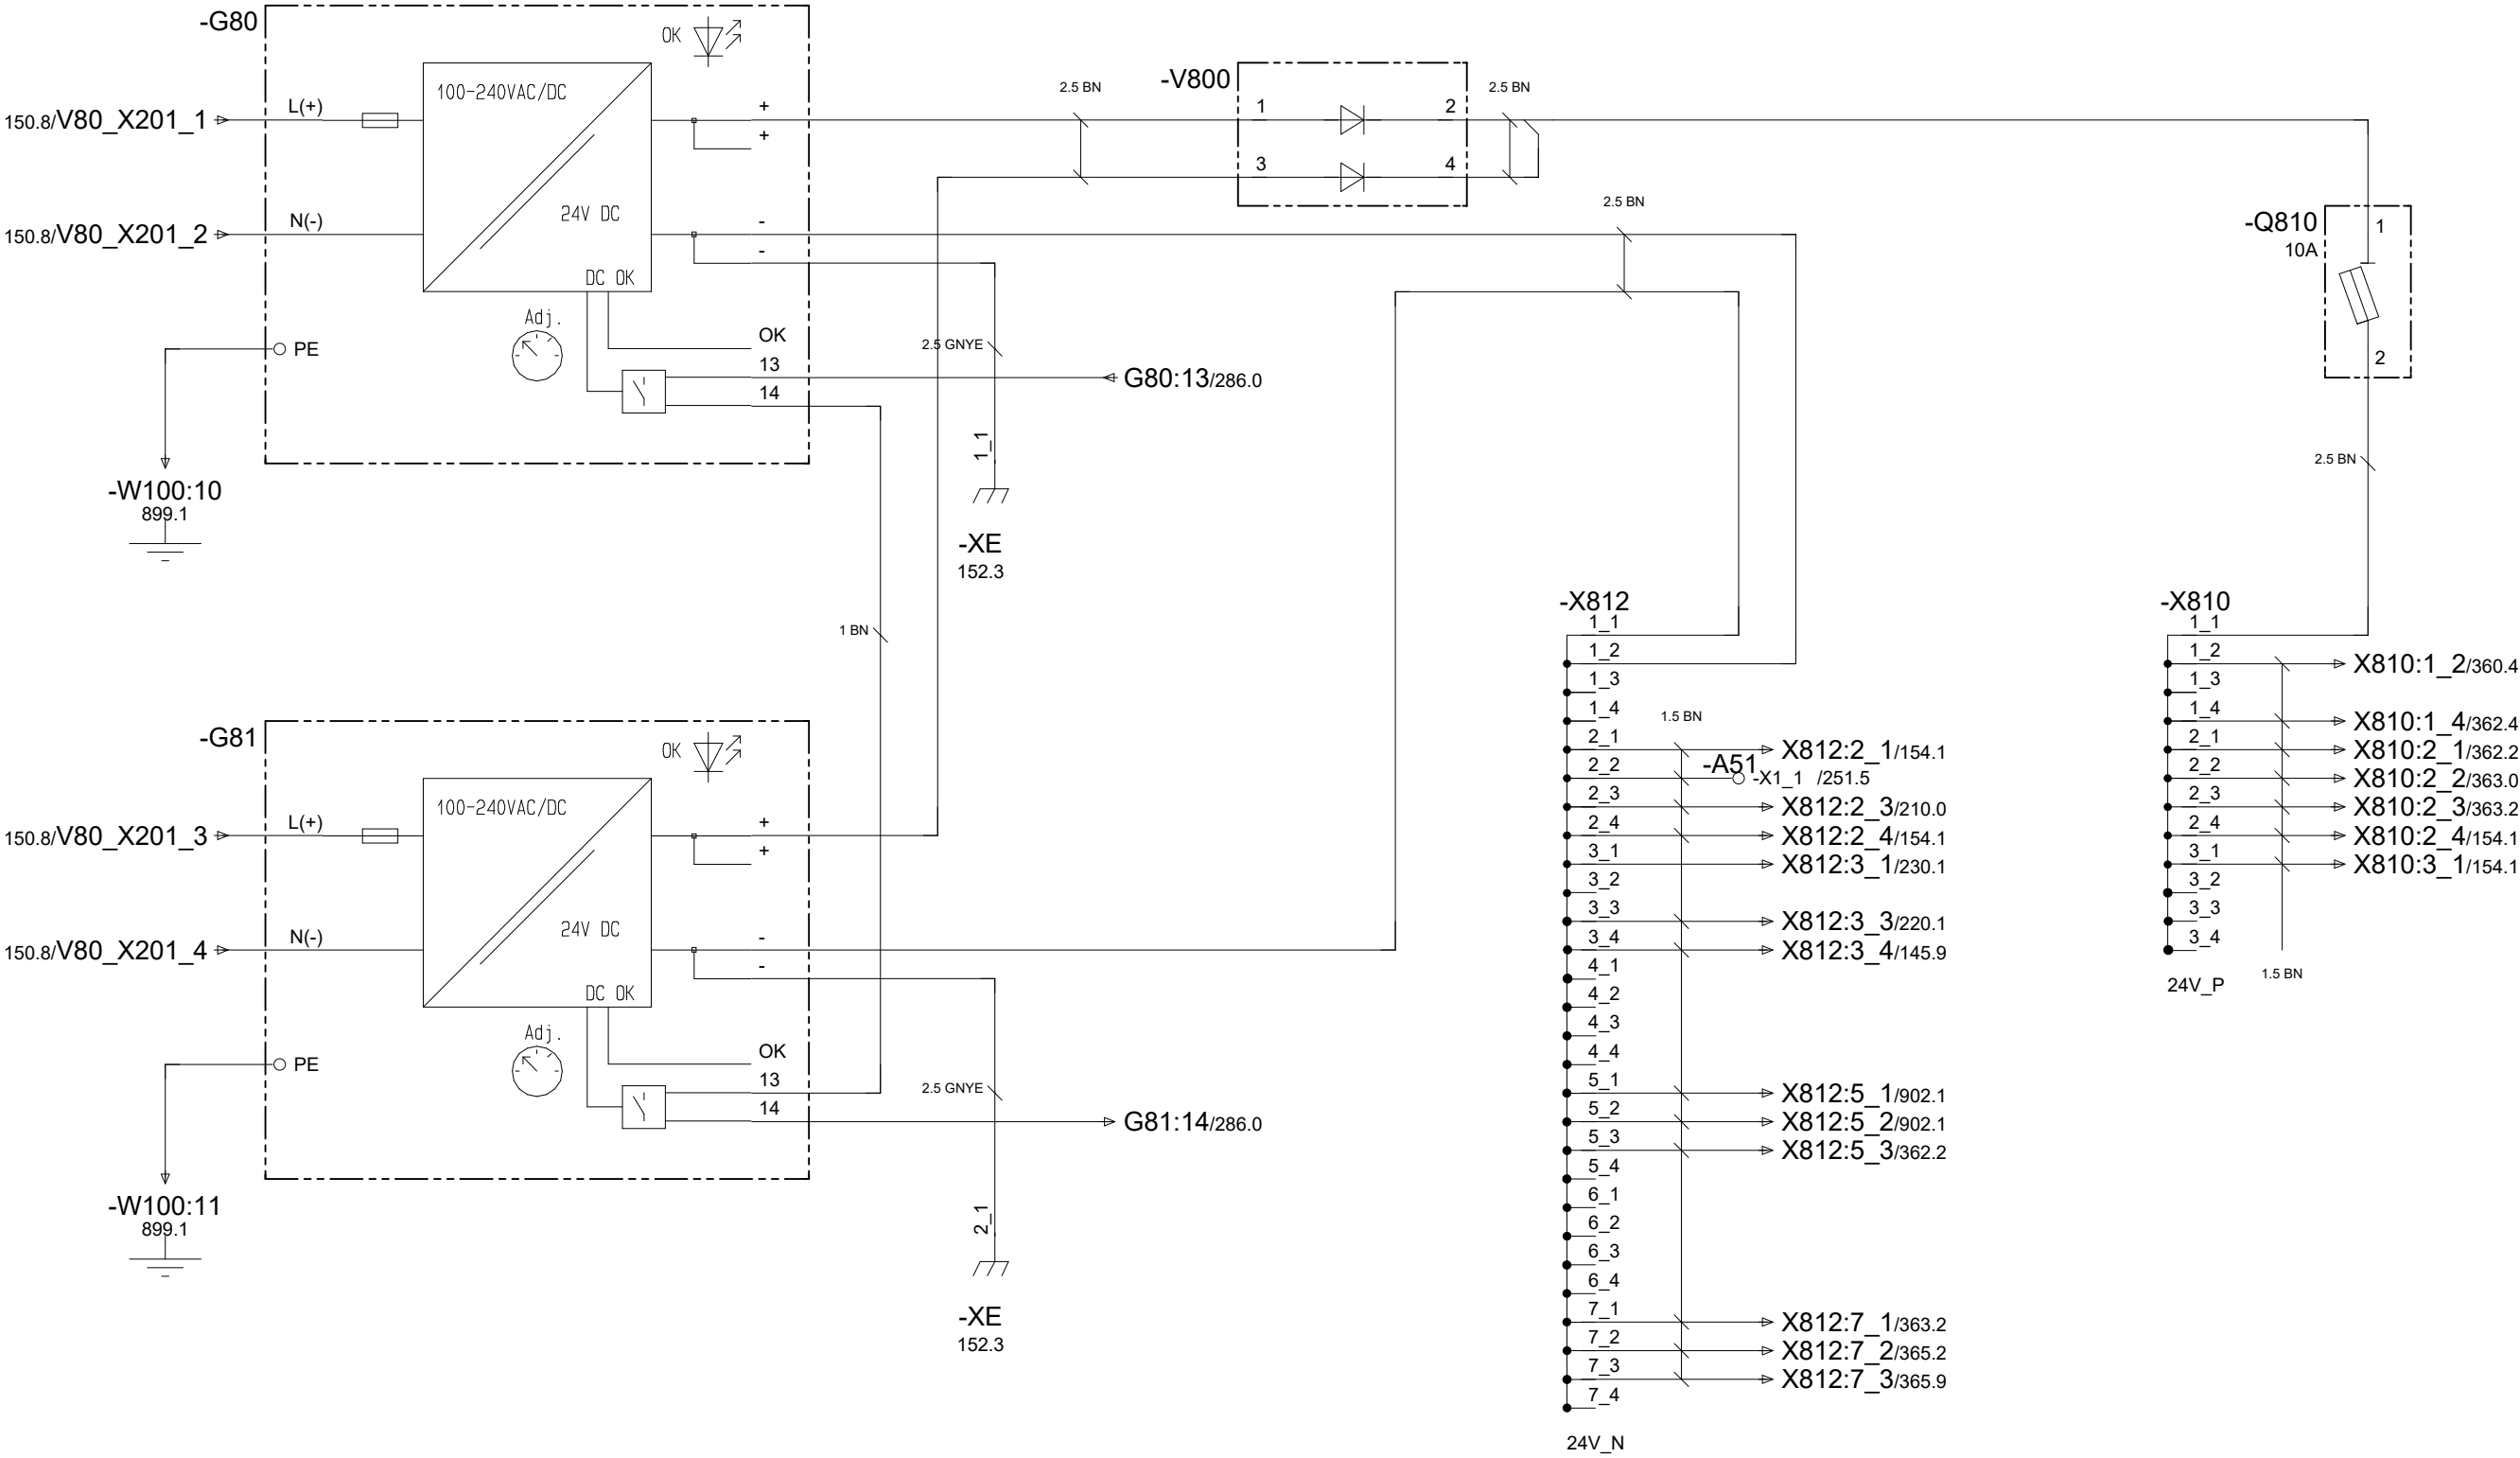 -G80
OK
100-240VAC/DC
24V DC
DC OK
Adj.
150.8/V80_X201_1
L(+)
150.8/V80_X201_2
N(-)
PE
-W100:10
899.1
+
+
-
-
OK
13
14
G80:13/286.0
2.5 GNYE
1_1
-XE
152.3
1 BN
2.5 BN
-V800
1
2
3
4
2.5 BN
2.5 BN
-Q810
10A
1
2
2.5 BN
-G81
OK
100-240VAC/DC
24V DC
DC OK
Adj.
150.8/V80_X201_3
L(+)
150.8/V80_X201_4
N(-)
PE
-W100:11
899.1
+
+
-
-
OK
13
14
G81:14/286.0
2.5 GNYE
2_1
-XE
152.3
-X812
1_1
1_2
1_3
1_4
1.5 BN
2_1 X812:2_1/154.1
-A51
2_2 -X1_1 /251.5
2_3 X812:2_3/210.0
2_4 X812:2_4/154.1
3_1 X812:3_1/230.1
3_2
3_3 X812:3_3/220.1
3_4 X812:3_4/145.9
4_1
4_2
4_3
4_4
5_1 X812:5_1/902.1
5_2 X812:5_2/902.1
5_3 X812:5_3/362.2
5_4
6_1
6_2
6_3
6_4
7_1 X812:7_1/363.2
7_2 X812:7_2/365.2
7_3 X812:7_3/365.9
7_4
24V_N
-X810
1_1
1_2 X810:1_2/360.4
1_3
1_4 X810:1_4/362.4
2_1 X810:2_1/362.2
2_2 X810:2_2/363.0
2_3 X810:2_3/363.2
2_4 X810:2_4/154.1
3_1 X810:3_1/154.1
3_2
3_3
3_4
24V_P
1.5 BN